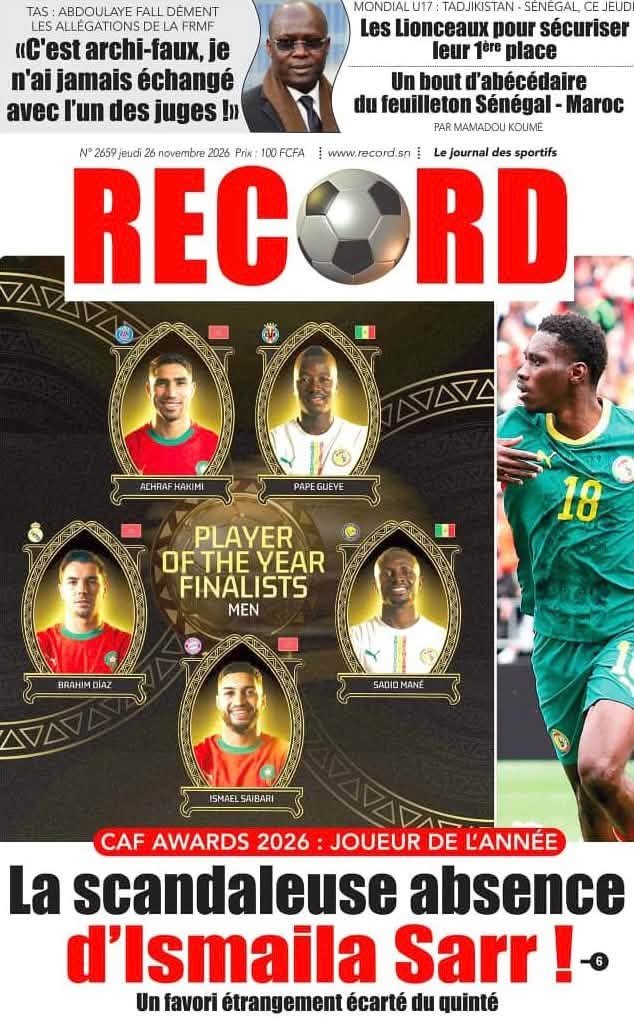 TAS : ABDOULAYE FALL DÉMENT
LES ALLÉGATIONS DE LA FRMF
«C'est archi-faux, je
n'ai jamais échangé
avec l'un des juges !»
MONDIAL U17 : TADJIKISTAN - SÉNÉGAL, CE JEUDI
Les Lionceaux pour sécuriser
leur 1ère place
Un bout d'abécédaire
du feuilleton Sénégal - Maroc
PAR MAMADOU KOUMÉ
N° 2659 jeudi 26 novembre 2026 Prix : 100 FCFA
www.record.sn
Le journal des sportifs
RECORD
ACHRAF HAKIMI
PAPE GUEYE
PLAYER
OF THE YEAR
FINALISTS
MEN
BRAHIM DÍAZ
SADIO MANÉ
ISMAEL SAIBARI
18
CAF AWARDS 2026 : JOUEUR DE L'ANNÉE
La scandaleuse absence
d'Ismaila Sarr !
6
Un favori étrangement écarté du quinté